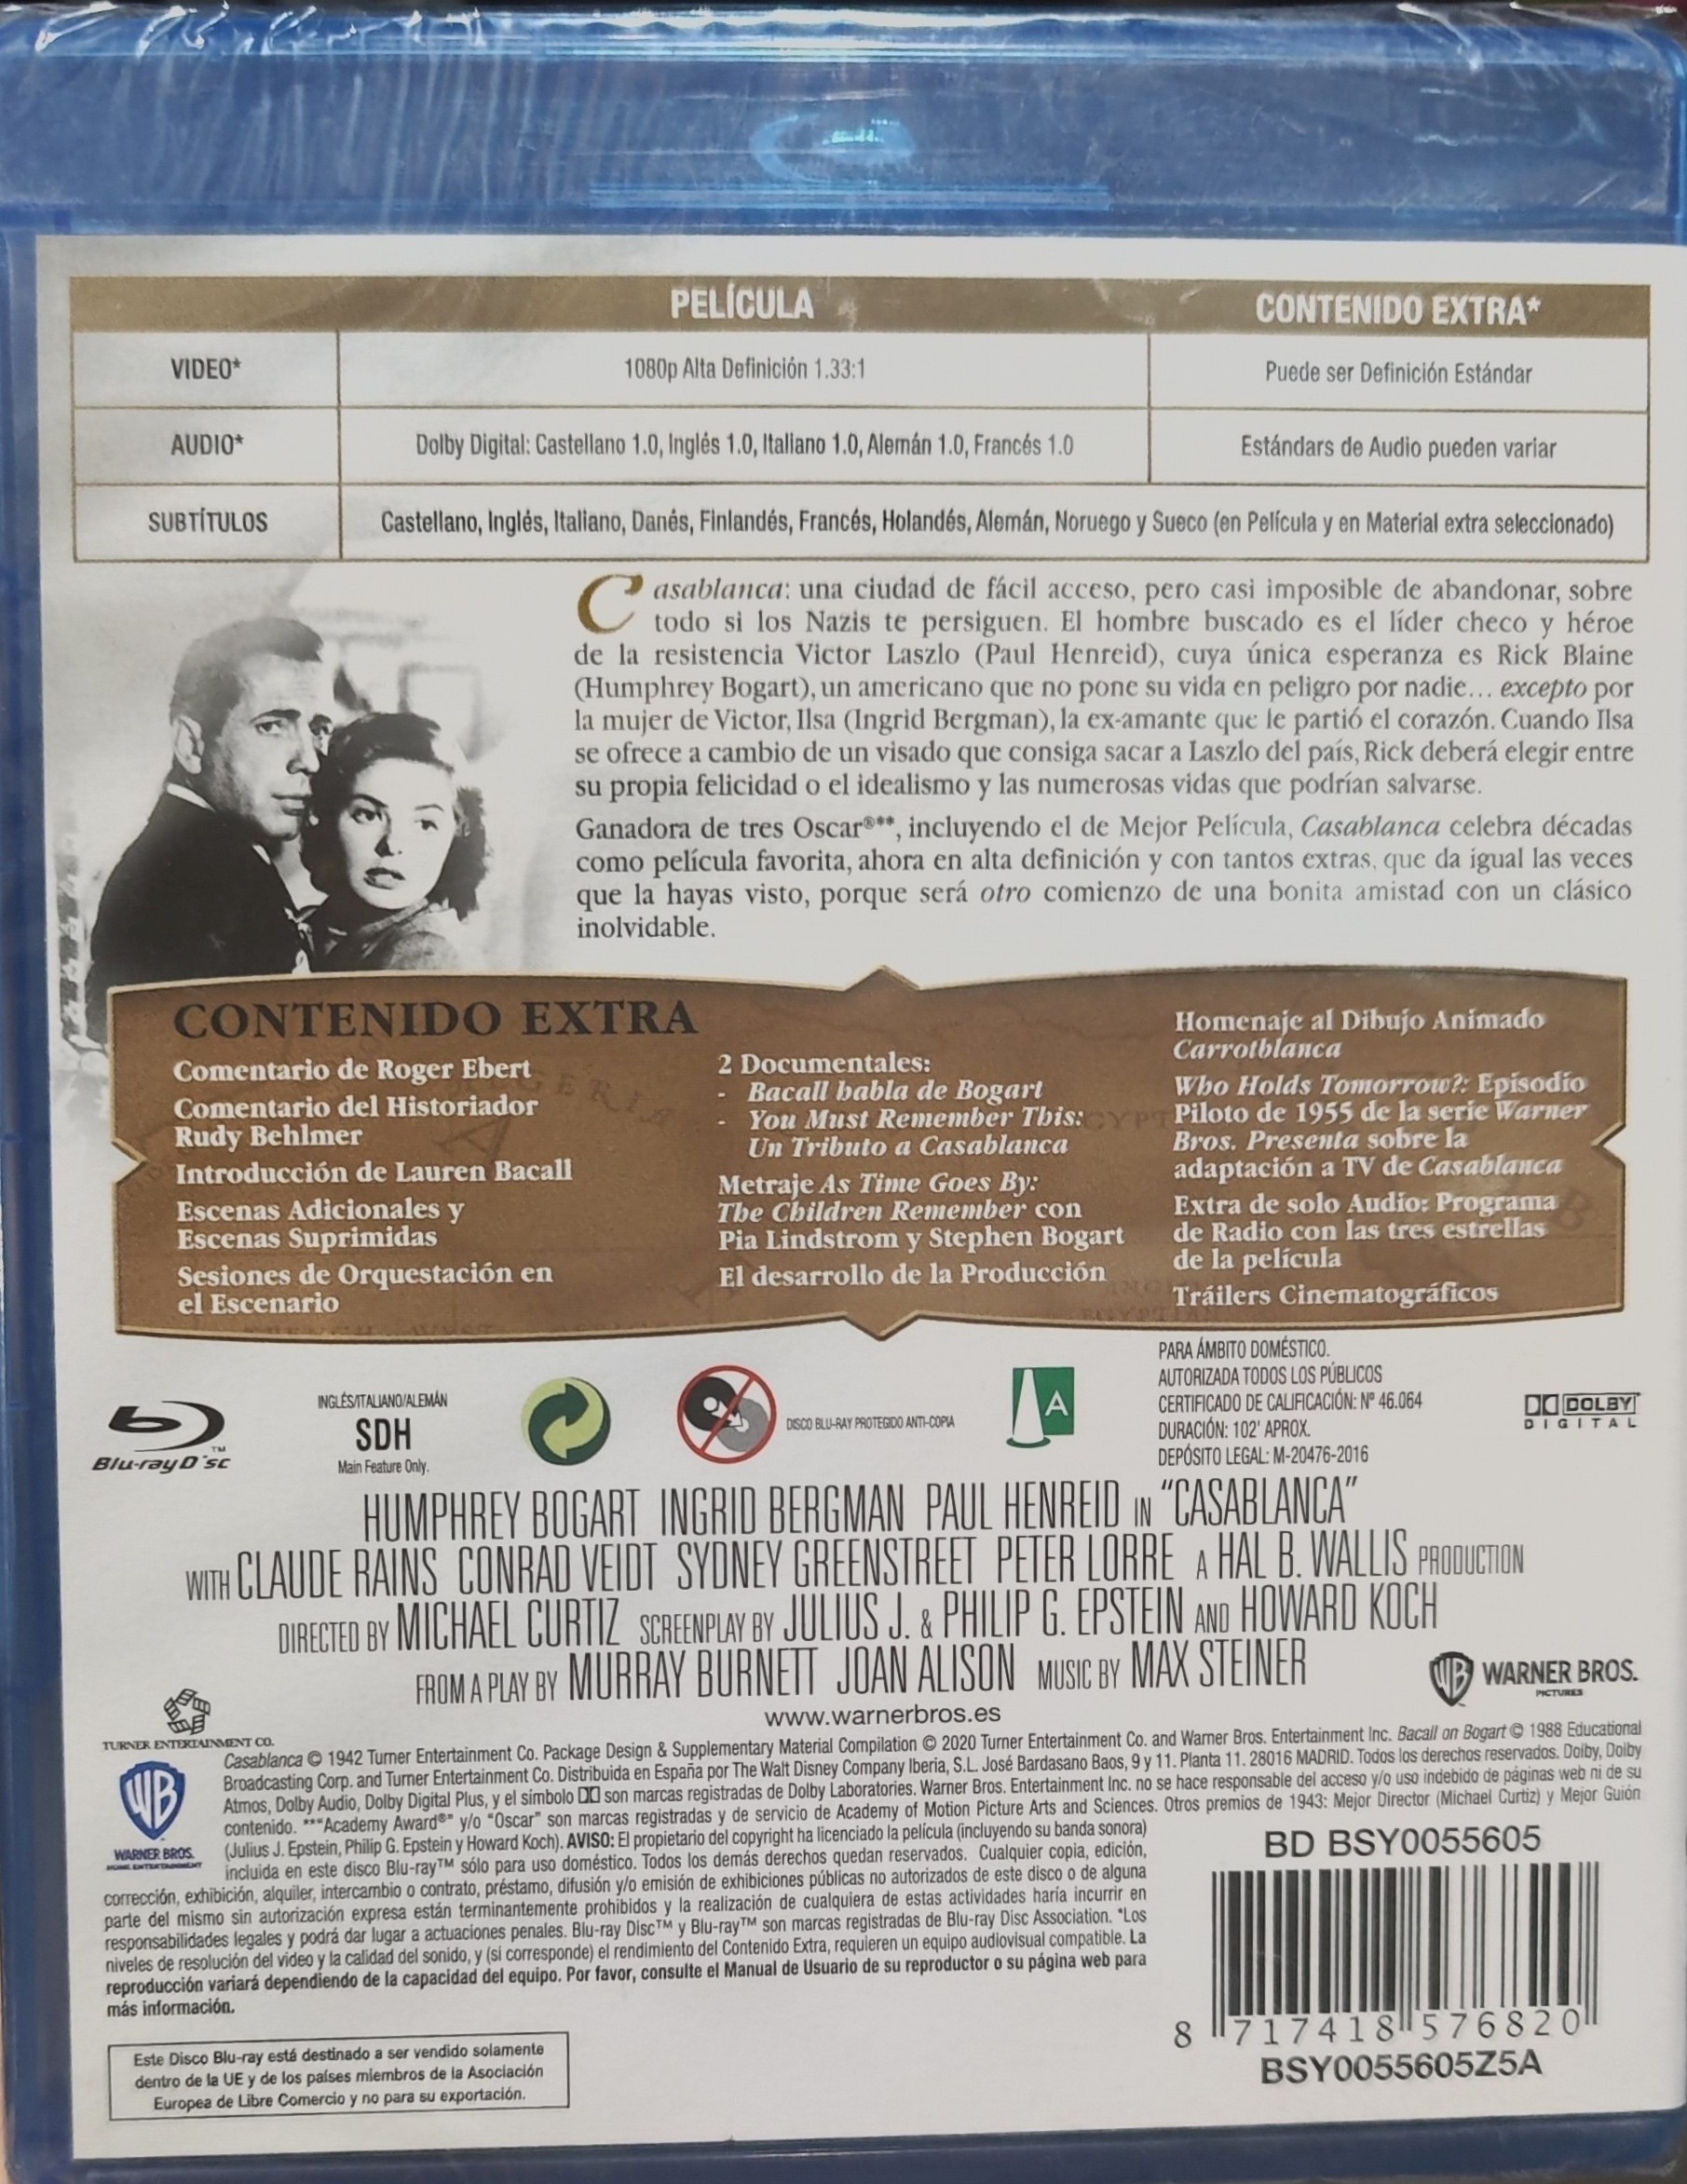 PELÍCULA
CONTENIDO EXTRA*
VIDEO*
1080p Alta Definición 1.33:1
Puede ser Definición Estándar
AUDIO*
Dolby Digital: Castellano 1.0, Inglés 1.0, Italiano 1.0, Alemán 1.0, Francés 1.0
Estándars de Audio pueden variar
SUBTÍTULOS
Castellano, Inglés, Italiano, Danés, Finlandés, Francés, Holandés, Alemán, Noruego y Sueco (en Película y en Material extra seleccionado)
Casablanca: una ciudad de fácil acceso, pero casi imposible de abandonar, sobre
todo si los Nazis te persiguen. El hombre buscado es el líder checo y héroe
de la resistencia Victor Laszlo (Paul Henreid), cuya única esperanza es Rick Blaine
(Humphrey Bogart), un americano que no pone su vida en peligro por nadie... excepto por
la mujer de Victor, Ilsa (Ingrid Bergman), la ex-amante que le partió el corazón. Cuando Ilsa
se ofrece a cambio de un visado que consiga sacar a Laszlo del país, Rick deberá elegir entre
su propia felicidad o el idealismo y las numerosas vidas que podrían salvarse.
Ganadora de tres Oscar®**, incluyendo el de Mejor Película, Casablanca celebra décadas
como película favorita, ahora en alta definición y con tantos extras, que da igual las veces
que la hayas visto, porque será otro comienzo de una bonita amistad con un clásico
inolvidable.
CONTENIDO EXTRA
Comentario de Roger Ebert
Comentario del Historiador
Rudy Behlmer
Introducción de Lauren Bacall
Escenas Adicionales y
Escenas Suprimidas
Sesiones de Orquestación en
el Escenario
2 Documentales:
- Bacall habla de Bogart
- You Must Remember This:
Un Tributo a Casablanca
Metraje As Time Goes By:
The Children Remember con
Pia Lindstrom y Stephen Bogart
El desarrollo de la Producción
Homenaje al Dibujo Animado
Carrotblanca
Who Holds Tomorrow?: Episodio
Piloto de 1955 de la serie Warner
Bros. Presenta sobre la
adaptación a TV de Casablanca
Extra de solo Audio: Programa
de Radio con las tres estrellas
de la película
Tráilers Cinematográficos
Blu-ray Disc™
INGLÉS/ITALIANO/ALEMÁN
SDH
Main Feature Only.
DISCO BLU-RAY PROTEGIDO ANTI-COPIA
A
PARA ÁMBITO DOMÉSTICO.
AUTORIZADA TODOS LOS PÚBLICOS
CERTIFICADO DE CALIFICACIÓN: Nº 46.064
DURACIÓN: 102' APROX.
DEPÓSITO LEGAL: M-20476-2016
DOLBY
DIGITAL
HUMPHREY BOGART INGRID BERGMAN PAUL HENREID IN "CASABLANCA"
WITH CLAUDE RAINS CONRAD VEIDT SYDNEY GREENSTREET PETER LORRE A HAL B. WALLIS PRODUCTION
DIRECTED BY MICHAEL CURTIZ SCREENPLAY BY JULIUS J. & PHILIP G. EPSTEIN AND HOWARD KOCH
FROM A PLAY BY MURRAY BURNETT JOAN ALISON MUSIC BY MAX STEINER
WB WARNER BROS.
PICTURES
www.warnerbros.es
TURNER ENTERTAINMENT CO.
WB
WARNER BROS.
HOME ENTERTAINMENT
Casablanca © 1942 Turner Entertainment Co. Package Design & Supplementary Material Compilation © 2020 Turner Entertainment Co. and Warner Bros. Entertainment Inc. Bacall on Bogart © 1988 Educational
Broadcasting Corp. and Turner Entertainment Co. Distribuida en España por The Walt Disney Company Iberia, S.L. José Bardasano Baos, 9 y 11. Planta 11. 28016 MADRID. Todos los derechos reservados. Dolby, Dolby
Atmos, Dolby Audio, Dolby Digital Plus, y el símbolo son marcas registradas de Dolby Laboratories. Warner Bros. Entertainment Inc. no se hace responsable del acceso y/o uso indebido de páginas web ni de su
contenido. ***Academy Award®" y/o "Oscar" son marcas registradas y de servicio de Academy of Motion Picture Arts and Sciences. Otros premios de 1943: Mejor Director (Michael Curtiz) y Mejor Guión
(Julius J. Epstein, Philip G. Epstein y Howard Koch). AVISO: El propietario del copyright ha licenciado la película (incluyendo su banda sonora)
incluida en este disco Blu-ray™ sólo para uso doméstico. Todos los demás derechos quedan reservados. Cualquier copia, edición,
corrección, exhibición, alquiler, intercambio o contrato, préstamo, difusión y/o emisión de exhibiciones públicas no autorizados de este disco o de alguna
parte del mismo sin autorización expresa están terminantemente prohibidos y la realización de cualquiera de estas actividades haría incurrir en
responsabilidades legales y podrá dar lugar a actuaciones penales. Blu-ray Disc™ y Blu-ray™ son marcas registradas de Blu-ray Disc Association. *Los
niveles de resolución del video y la calidad del sonido, y (si corresponde) el rendimiento del Contenido Extra, requieren un equipo audiovisual compatible. La
reproducción variará dependiendo de la capacidad del equipo. Por favor, consulte el Manual de Usuario de su reproductor o su página web para
más información.
BD BSY0055605
8 717418 576820
BSY0055605Z5A
Este Disco Blu-ray está destinado a ser vendido solamente
dentro de la UE y de los países miembros de la Asociación
Europea de Libre Comercio y no para su exportación.